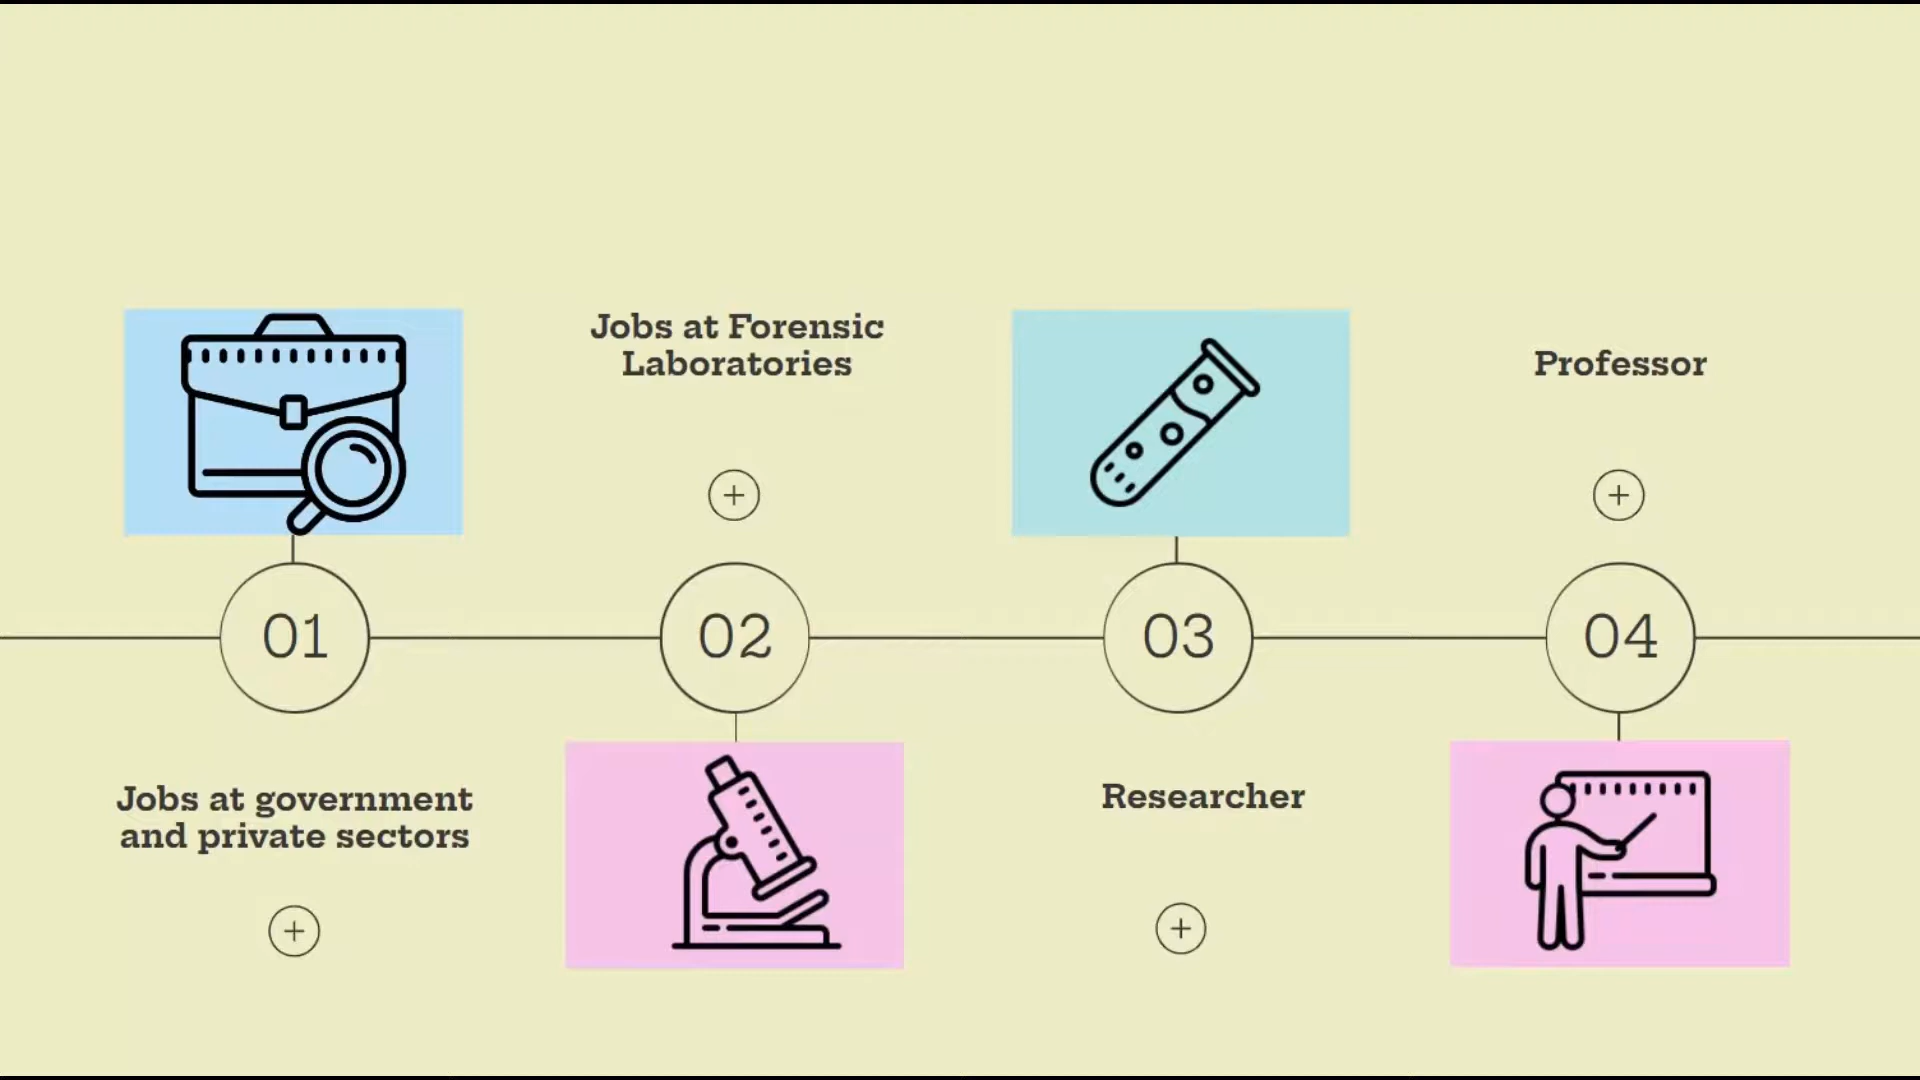 Jobs at Forensic
Laboratories
Professor
01
02
03
04
Jobs at government
and private sectors
Researcher